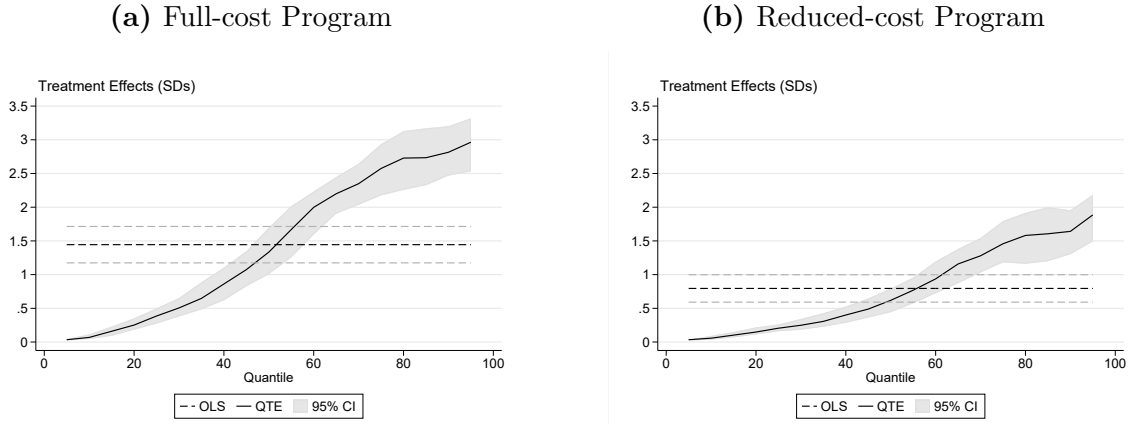 (a) Full-cost Program
Treatment Effects (SDs)
3.5
3
2.5
2
1.5
1
.5
0
0 20 40 60 80 100
Quantile
OLS QTE 95% CI
(b) Reduced-cost Program
Treatment Effects (SDs)
3.5
3
2.5
2
1.5
1
.5
0
0 20 40 60 80 100
Quantile
OLS QTE 95% CI